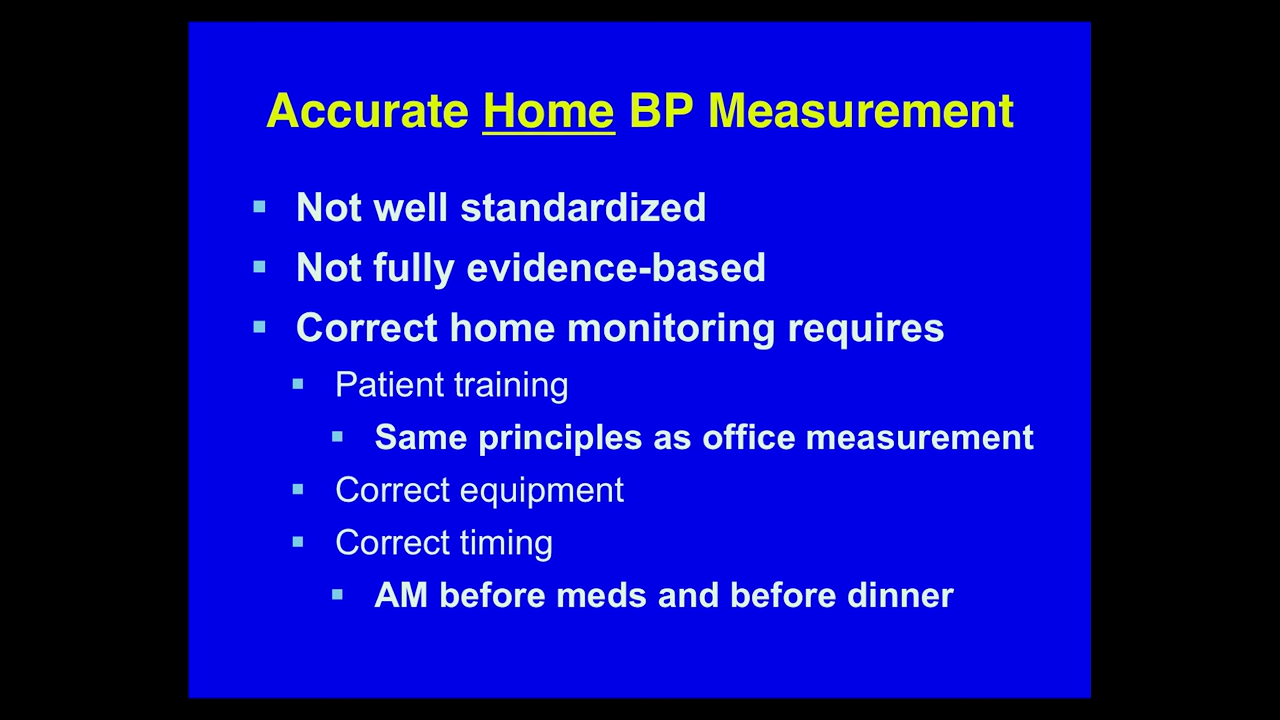 Accurate Home BP Measurement
Not well standardized
Not fully evidence-based
Correct home monitoring requires
Patient training
Same principles as office measurement
Correct equipment
Correct timing
AM before meds and before dinner